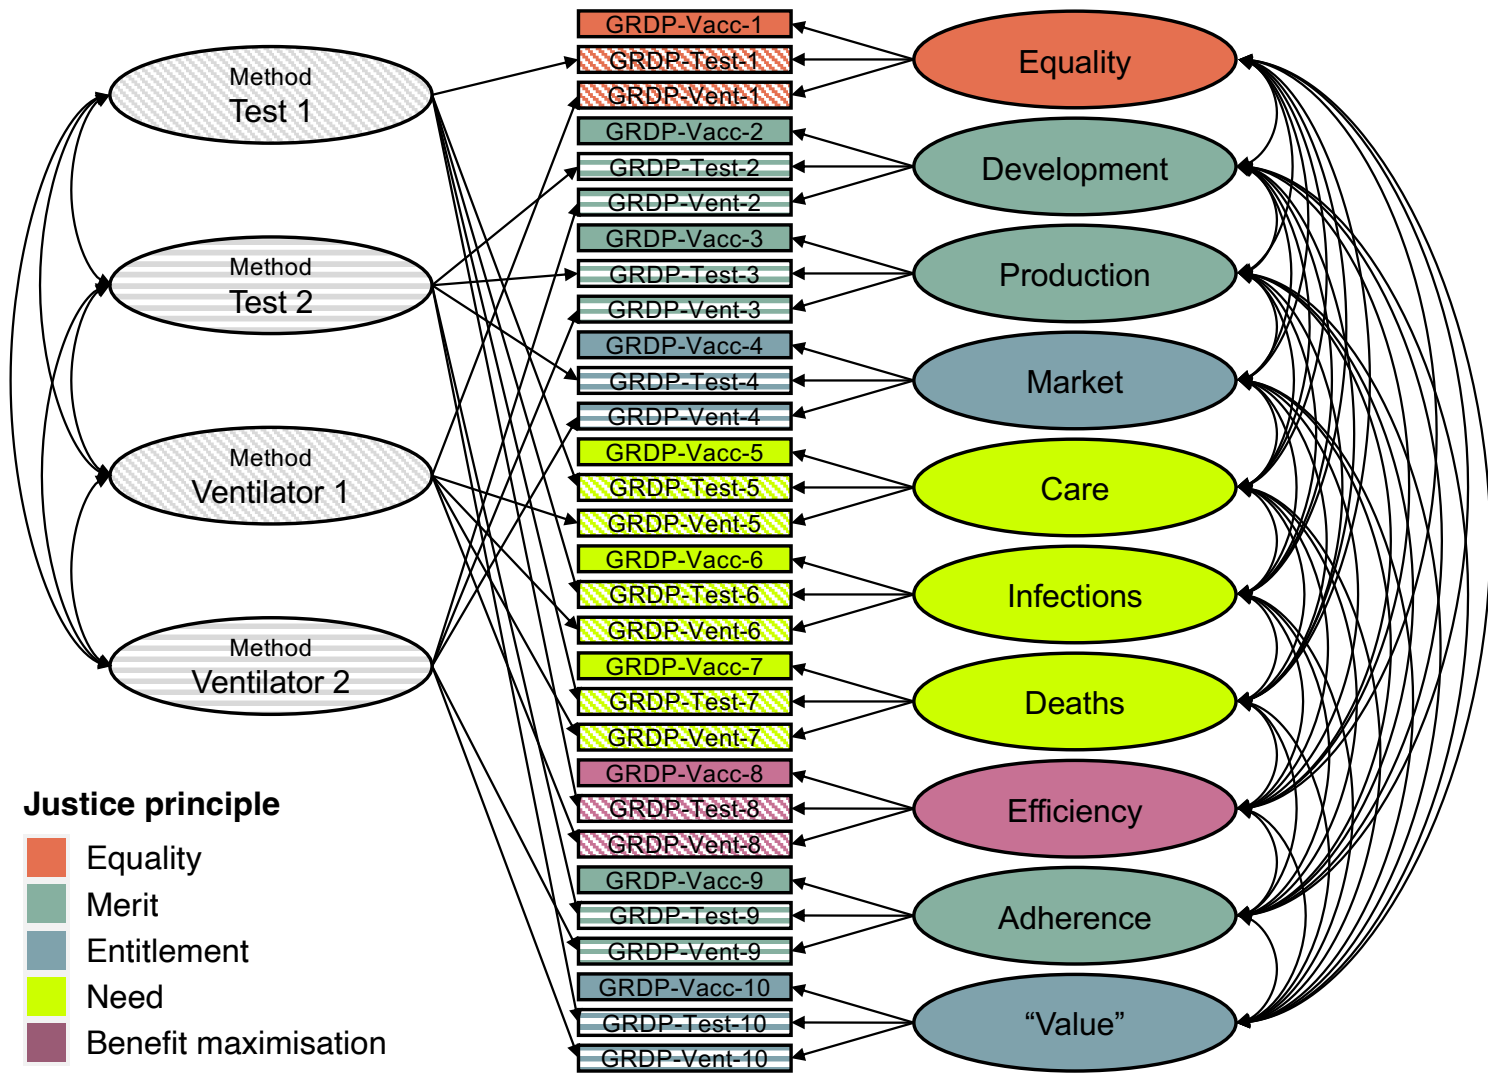 Method
Test 1
Method
Test 2
Method
Ventilator 1
Method
Ventilator 2
GRDP-Vacc-1
GRDP-Test-1
GRDP-Vent-1
GRDP-Vacc-2
GRDP-Test-2
GRDP-Vent-2
GRDP-Vacc-3
GRDP-Test-3
GRDP-Vent-3
GRDP-Vacc-4
GRDP-Test-4
GRDP-Vent-4
GRDP-Vacc-5
GRDP-Test-5
GRDP-Vent-5
GRDP-Vacc-6
GRDP-Test-6
GRDP-Vent-6
GRDP-Vacc-7
GRDP-Test-7
GRDP-Vent-7
GRDP-Vacc-8
GRDP-Test-8
GRDP-Vent-8
GRDP-Vacc-9
GRDP-Test-9
GRDP-Vent-9
GRDP-Vacc-10
GRDP-Test-10
GRDP-Vent-10
Equality
Development
Production
Market
Care
Infections
Deaths
Efficiency
Adherence
“Value”
Justice principle
Equality
Merit
Entitlement
Need
Benefit maximisation